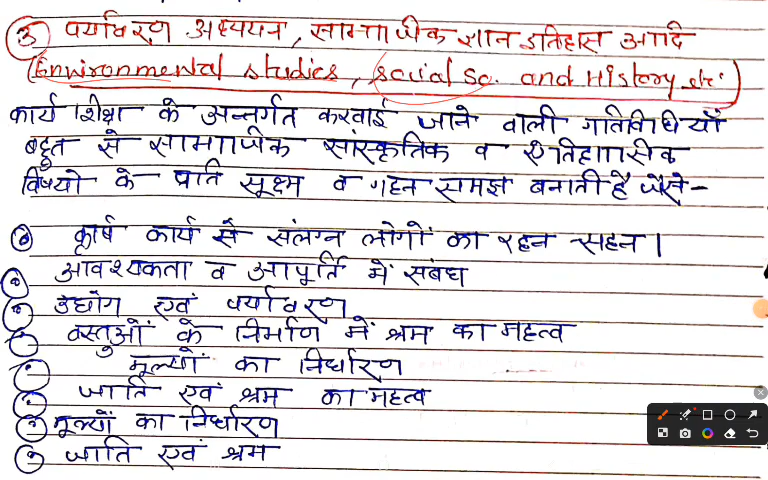 ③ पर्यावरण अध्ययन, सामाजिक ज्ञान इतिहास आदि
(Environmental studies, social sc. and History etc.)
कार्य शिक्षा के अन्तर्गत करवाई जाने वाली गतिविधियाँ
बहुत से सामाजिक सांस्कृतिक व ऐतिहासिक
विषयो के प्रति सूक्ष्म व गहन समझ बनाती है जैसे-
कृषि कार्य से संलग्न लोगों का रहन-सहन।
आवश्यकता व आपूर्ति में संबंध
उद्योग एवं पर्यावरण
वस्तुओं के निर्माण में श्रम का महत्व
मूल्यों का निर्धारण
जाति एवं श्रम का महत्व
मूल्यों का निर्धारण
जाति एवं श्रम